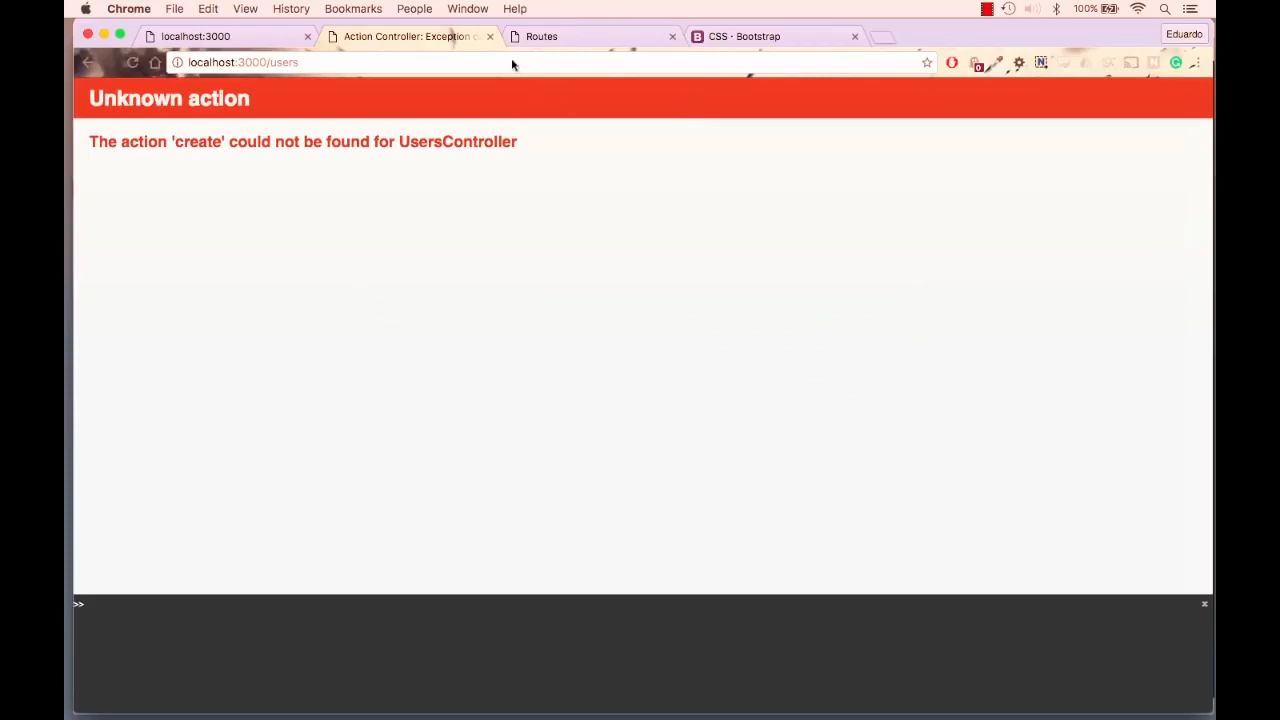 Chrome File Edit View History Bookmarks People Window Help 100%
localhost:3000 Action Controller: Exception c Routes B CSS - Bootstrap Eduardo
localhost:3000/users
Unknown action
The action 'create' could not be found for UsersController
>> x